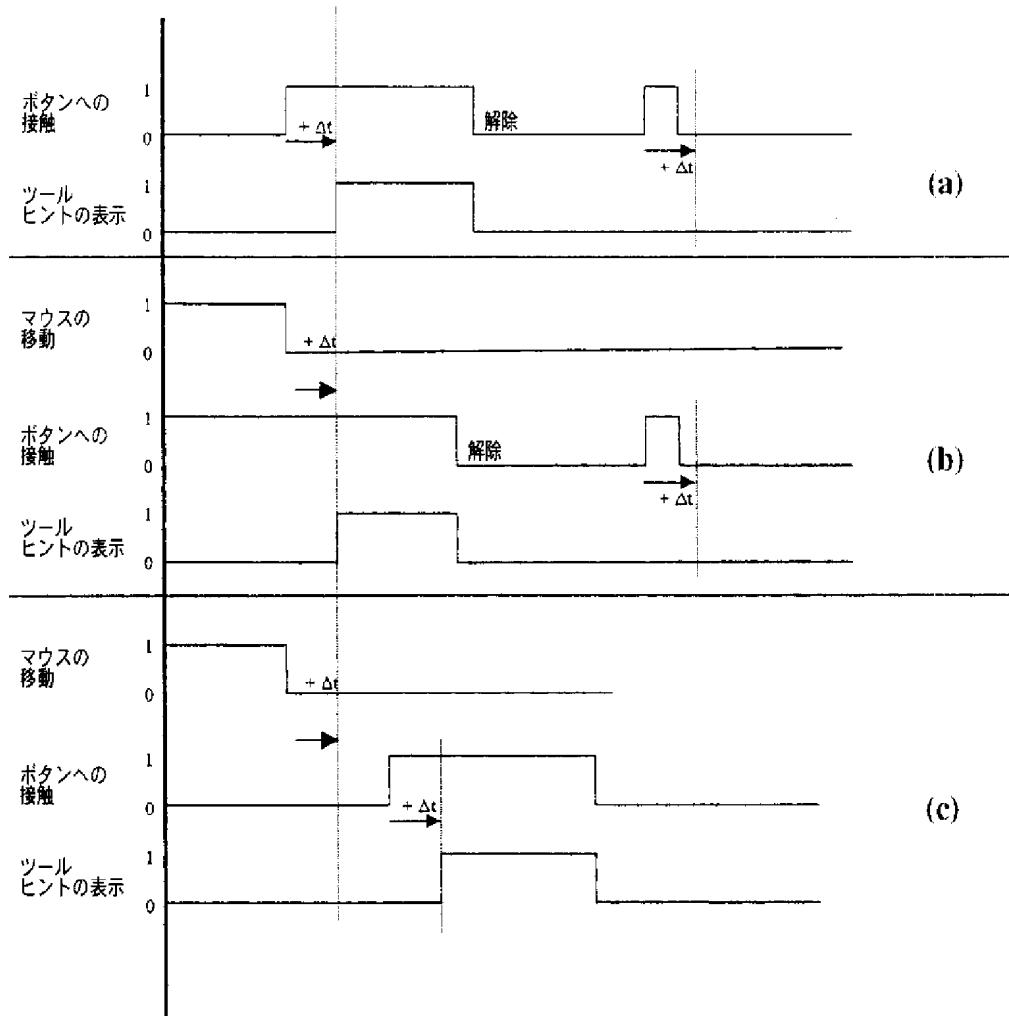 ボタンへの
接触
1
0
+ Δt
解除
+ Δt
ツール
ヒントの表示
1
0
(a)
マウスの
移動
1
0
+ Δt
ボタンへの
接触
1
0
解除
+ Δt
ツール
ヒントの表示
1
0
(b)
マウスの
移動
1
0
+ Δt
ボタンへの
接触
1
0
+ Δt
ツール
ヒントの表示
1
0
(c)